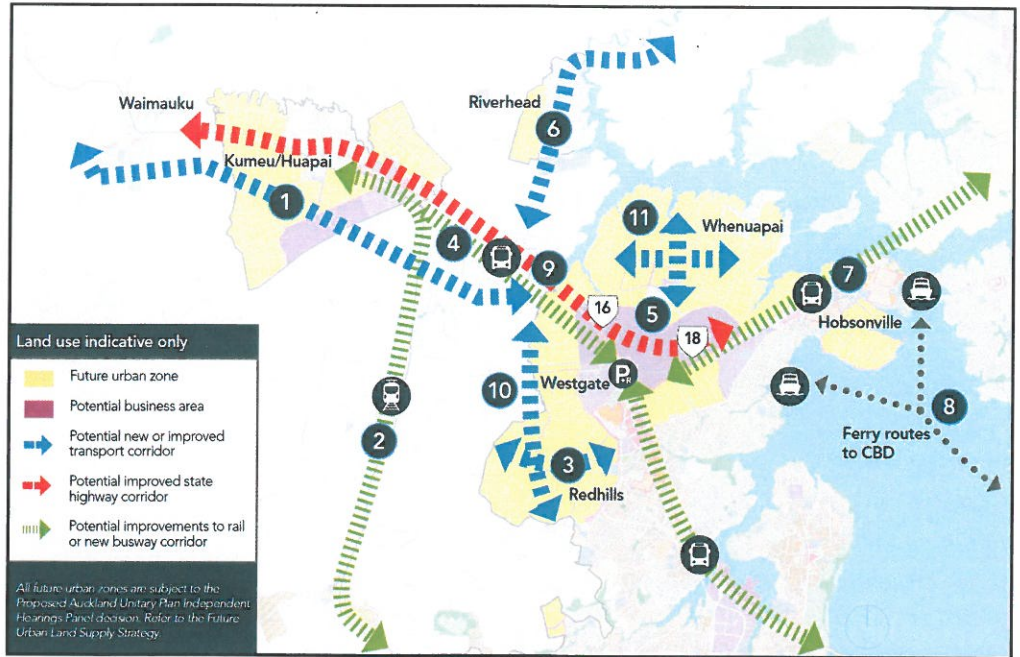 Waimauku
Riverhead
6
Kumeu/Huapai
1
11
Whenuapai
4
9
7
16
5
18
Hobsonville
Land use indicative only
Future urban zone
Potential business area
Potential new or improved
transport corridor
Potential improved state
highway corridor
Potential improvements to rail
or new busway corridor
All future urban zones are subject to the
Proposed Auckland Unitary Plan Independent
Hearings Panel decision. Refer to the Future
Urban Land Supply Strategy
Westgate
PR
10
2
3
Redhills
8
Ferry routes
to CBD